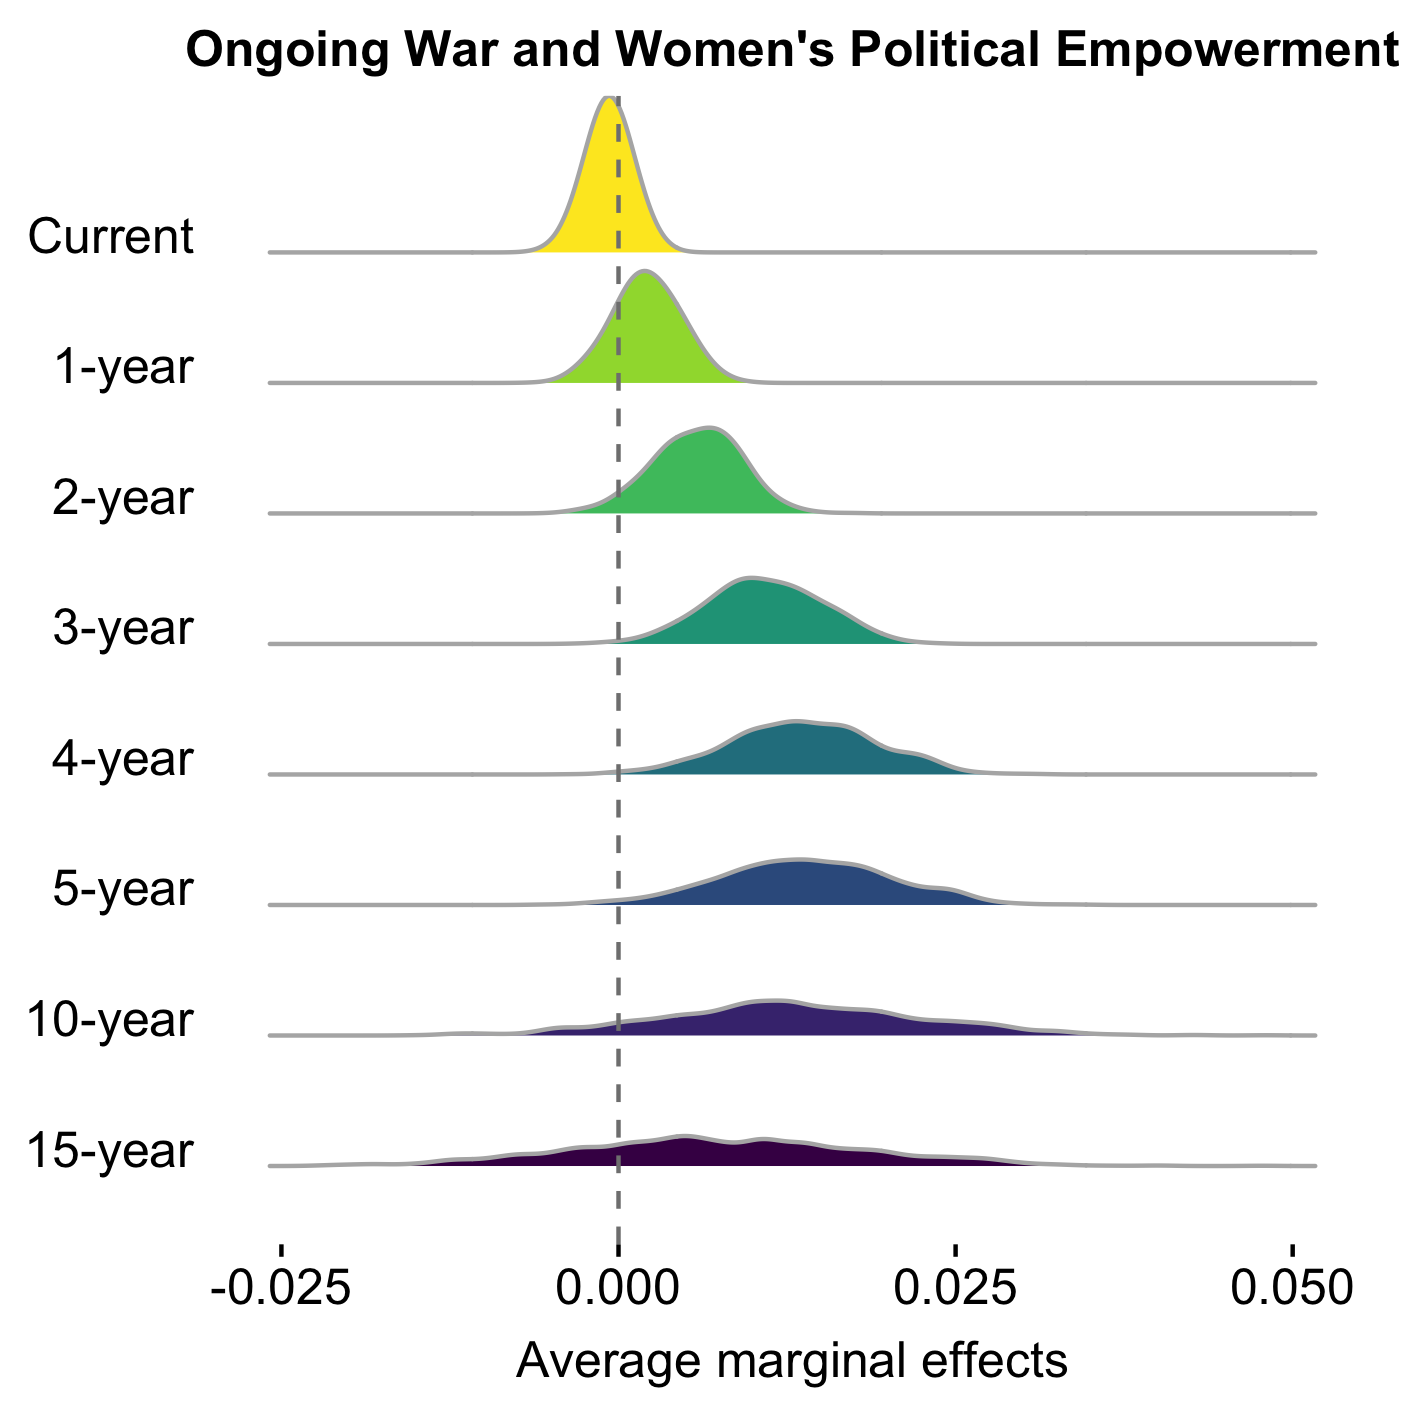 Ongoing War and Women's Political Empowerment
Current
1-year
2-year
3-year
4-year
5-year
10-year
15-year
-0.025 0.000 0.025 0.050
Average marginal effects